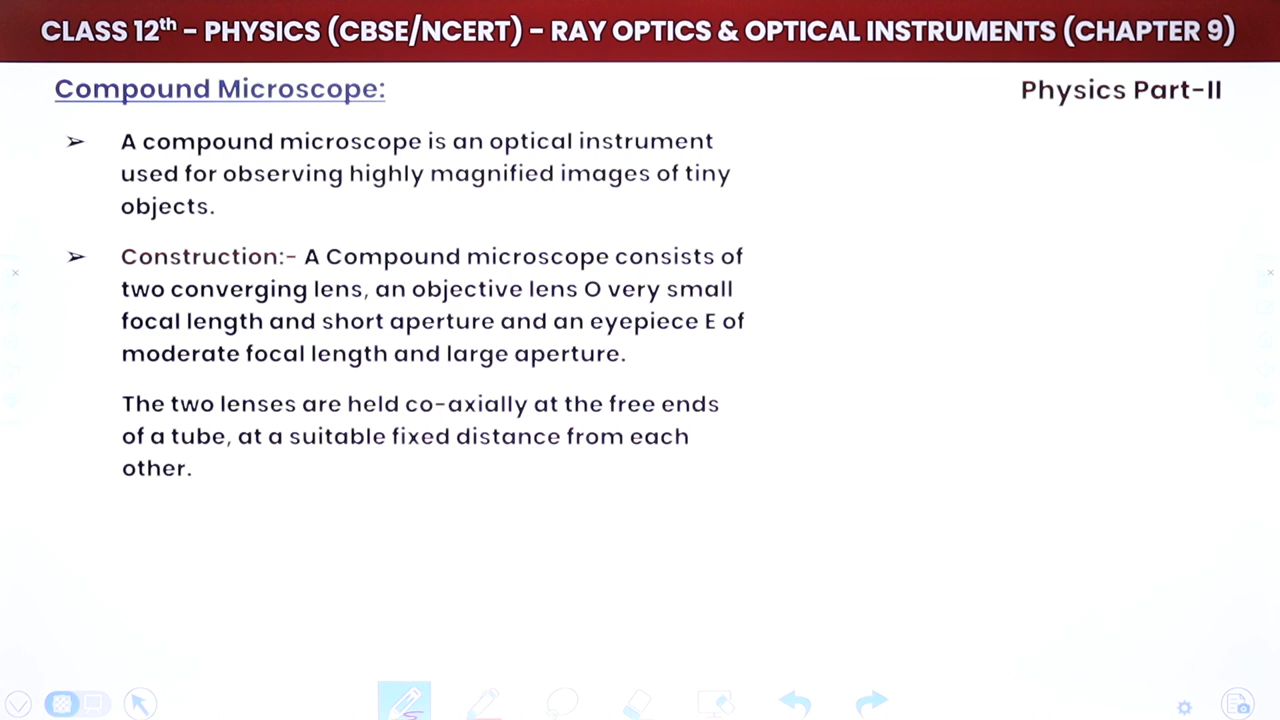 CLASS 12th - PHYSICS (CBSE/NCERT) - RAY OPTICS & OPTICAL INSTRUMENTS (CHAPTER 9)
Compound Microscope:
Physics Part-II
➢ A compound microscope is an optical instrument
used for observing highly magnified images of tiny
objects.
➢ Construction:- A Compound microscope consists of
two converging lens, an objective lens O very small
focal length and short aperture and an eyepiece E of
moderate focal length and large aperture.
The two lenses are held co-axially at the free ends
of a tube, at a suitable fixed distance from each
other.